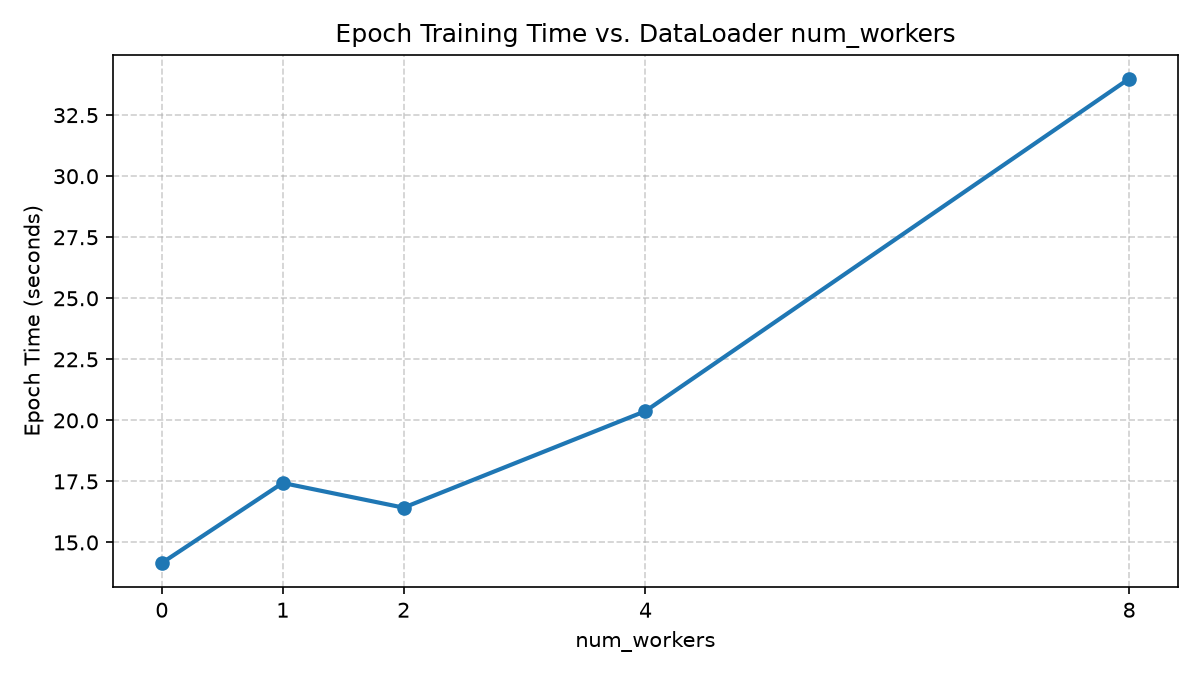 Epoch Training Time vs. DataLoader num_workers
Epoch Time (seconds)
32.5
30.0
27.5
25.0
22.5
20.0
17.5
15.0
0 1 2 4 8
num_workers